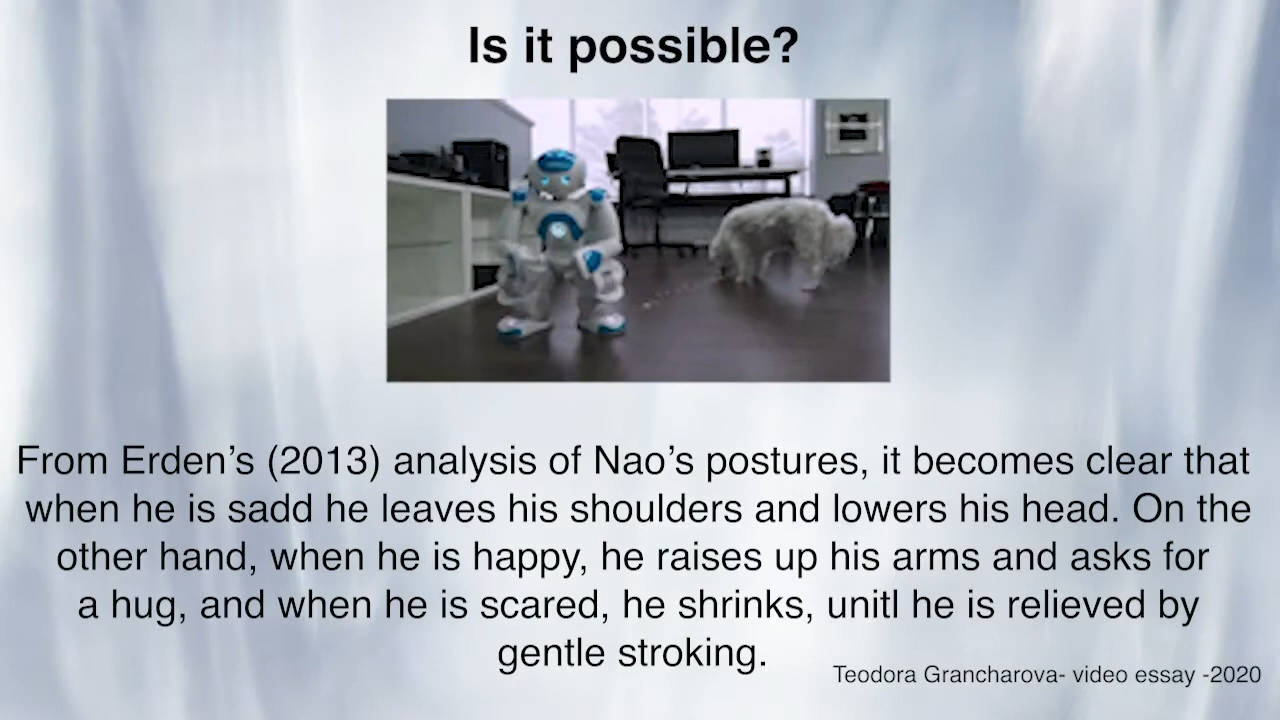 Is it possible?
From Erden’s (2013) analysis of Nao’s postures, it becomes clear that
when he is sadd he leaves his shoulders and lowers his head. On the
other hand, when he is happy, he raises up his arms and asks for
a hug, and when he is scared, he shrinks, unitl he is relieved by
gentle stroking.
Teodora Grancharova- video essay -2020